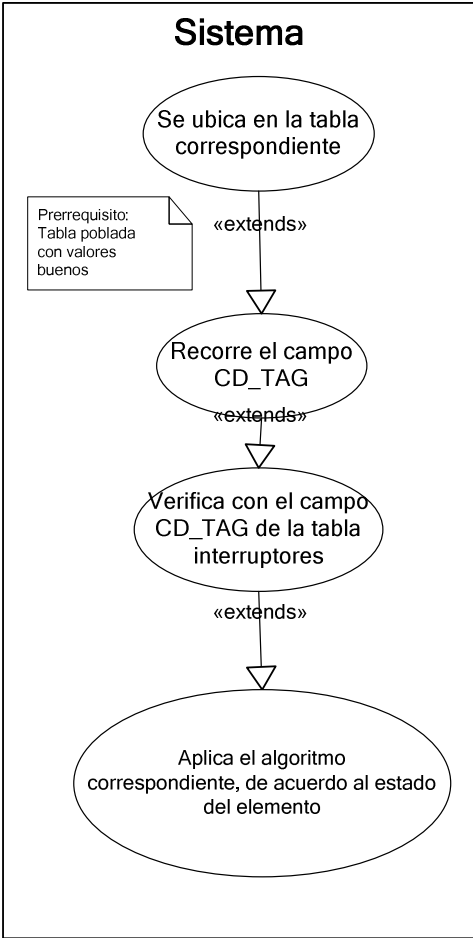 Sistema
Se ubica en la tabla
correspondiente
Prerrequisito:
Tabla poblada
con valores
buenos
«extends»
Recorre el campo
CD_TAG
«extends»
Verifica con el campo
CD_TAG de la tabla
interruptores
«extends»
Aplica el algoritmo
correspondiente, de acuerdo al estado
del elemento